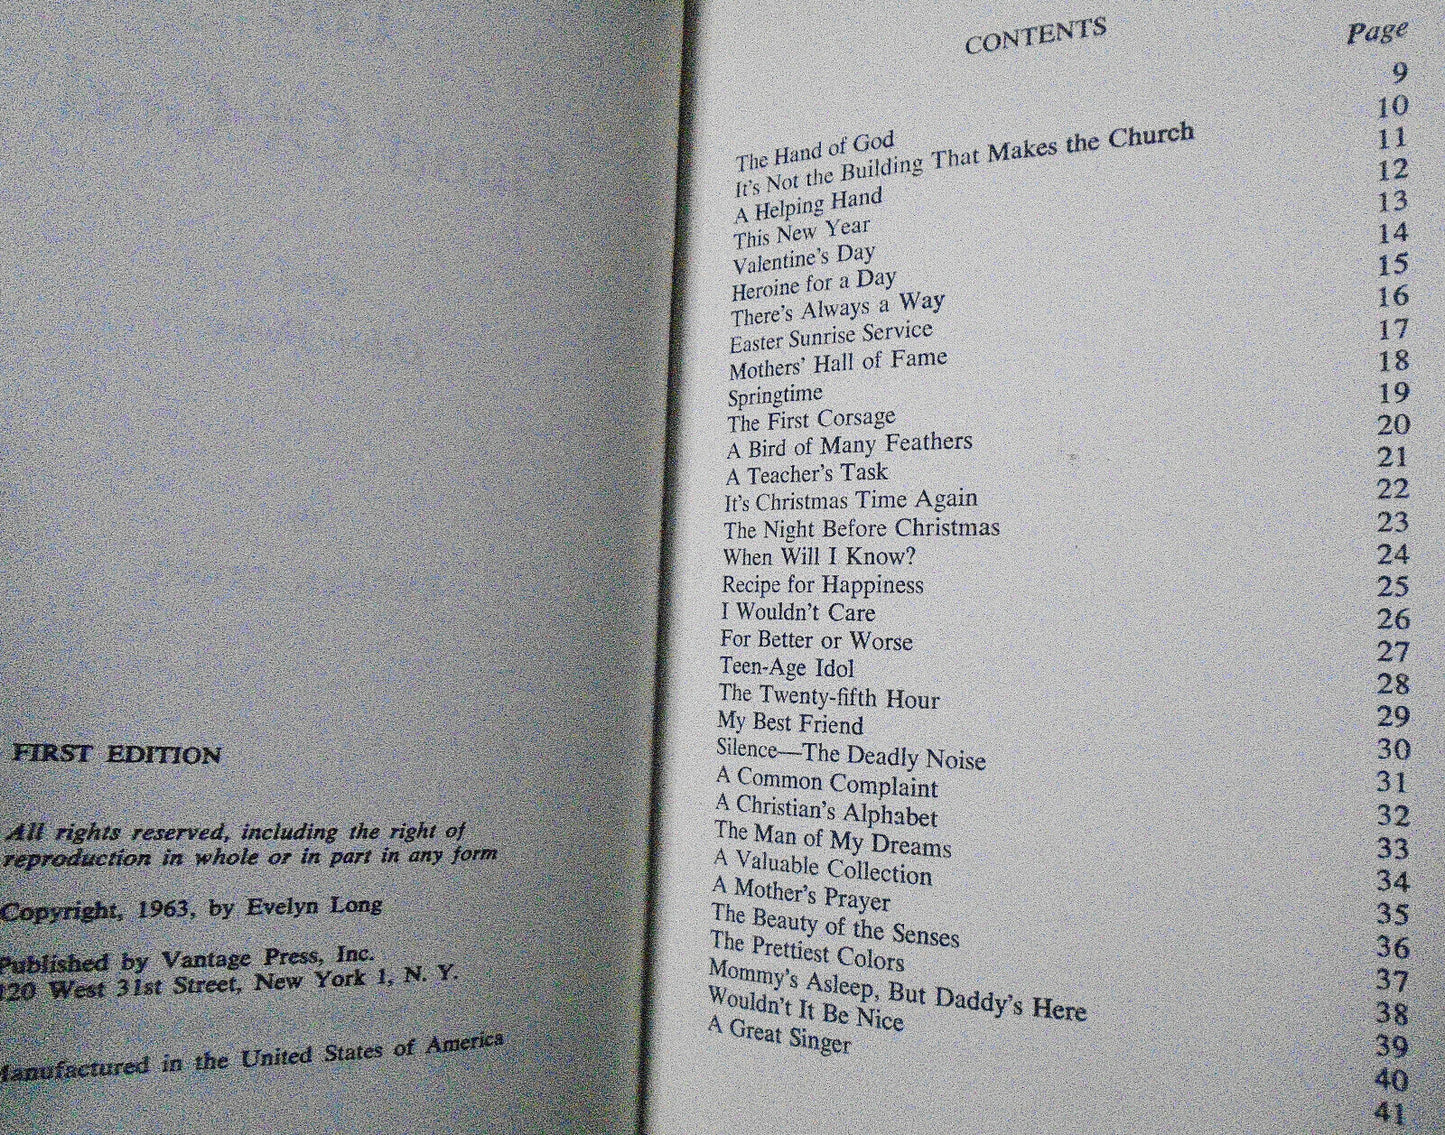 FIRST EDITION
All rights reserved, including the right of
reproduction in whole or in part in any form
Copyright, 1963, by Evelyn Long
Published by Vantage Press, Inc.
120 West 31st Street, New York 1, N. Y.
Manufactured in the United States of America
CONTENTS
Page
The Hand of God 9
It's Not the Building That Makes the Church 10
A Helping Hand 11
This New Year 12
Valentine's Day 13
Heroine for a Day 14
There's Always a Way 15
Easter Sunrise Service 16
Mothers' Hall of Fame 17
Springtime 18
The First Corsage 19
A Bird of Many Feathers 20
A Teacher's Task 21
It's Christmas Time Again 22
The Night Before Christmas 23
When Will I Know? 24
Recipe for Happiness 25
I Wouldn't Care 26
For Better or Worse 27
Teen-Age Idol 28
The Twenty-fifth Hour 29
My Best Friend 30
Silence—The Deadly Noise 31
A Common Complaint 32
A Christian's Alphabet 33
The Man of My Dreams 34
A Valuable Collection 35
A Mother's Prayer 36
The Beauty of the Senses 37
The Prettiest Colors 38
Mommy's Asleep, But Daddy's Here 39
Wouldn't It Be Nice 40
A Great Singer 41